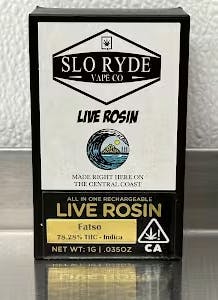 SLO RYDE
VAPE CO
LIVE ROSIN
MADE RIGHT HERE ON
THE CENTRAL COAST
ALL IN ONE RECHARGEABLE
LIVE ROSIN
Fatso
78.28% THC - Indica
NET WT: 1G | .035OZ
CA